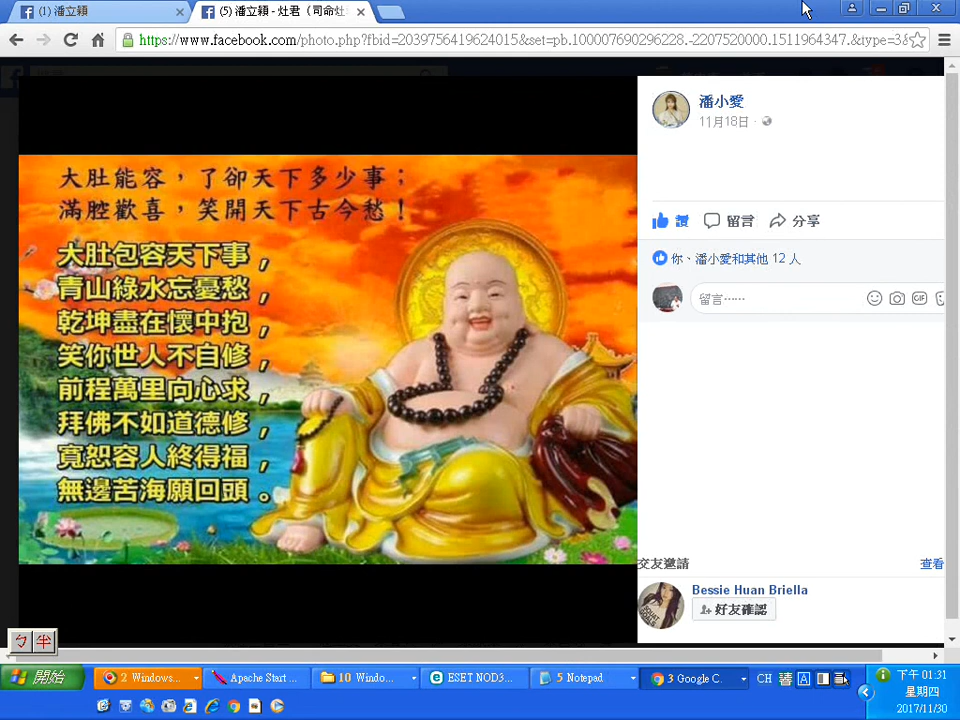 (1) 潘立穎
(5) 潘立穎 - 灶君（司命灶
https://www.facebook.com/photo.php?fbid=2039756419624015&set=pb.100007690296228.-2207520000.1511964347.&type=3&
潘小愛
11月18日
大肚能容，了卻天下多少事；
滿腔歡喜，笑開天下古今愁！
大肚包容天下事，
青山綠水忘憂愁，
乾坤盡在懷中抱，
笑你世人不自修，
前程萬里向心求，
拜佛不如道德修，
寬恕容人終得福，
無邊苦海願回頭。
讚 留言 分享
你、潘小愛和其他 12 人
留言......
GIF
交友邀請 查看
Bessie Huan Briella
好友確認
ㄅ 半
開始
2 Windows...
Apache Start ...
10 Windo...
ESET NOD3...
5 Notepad
3 Google C...
CH
A
下午 01:31
星期四
2017/11/30